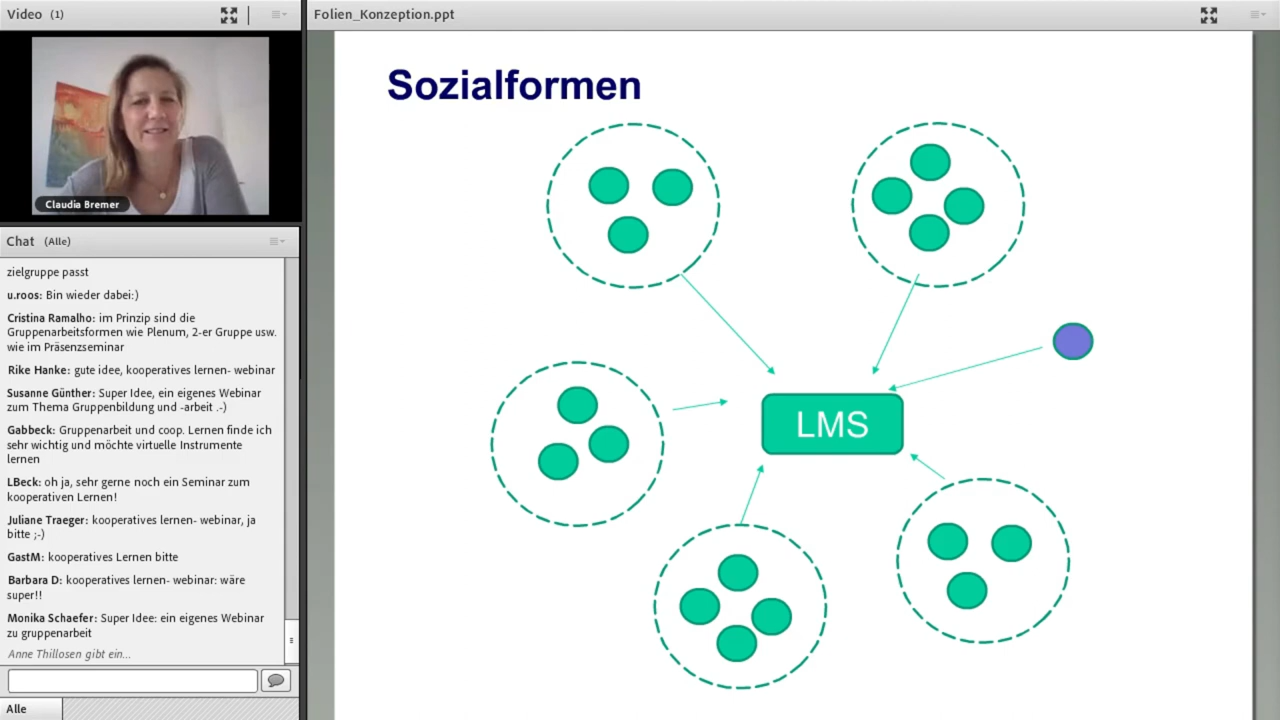 Video (1)
Claudia Bremer
Chat (Alle)
zielgruppe passt
u.roos: Bin wieder dabei:)
Cristina Ramalho: im Prinzip sind die
Gruppenarbeitsformen wie Plenum, 2-er Gruppe usw.
wie im Präsenzseminar
Rike Hanke: gute idee, kooperatives lernen- webinar
Susanne Günther: Super Idee, ein eigenes Webinar
zum Thema Gruppenbildung und -arbeit .-)
Gabbeck: Gruppenarbeit und coop. Lernen finde ich
sehr wichtig und möchte virtuelle Instrumente
lernen
LBeck: oh ja, sehr gerne noch ein Seminar zum
kooperativen Lernen!
Juliane Traeger: kooperatives lernen- webinar, ja
bitte ;-)
GastM: kooperatives Lernen bitte
Barbara D: kooperatives lernen- webinar: wäre
super!!
Monika Schaefer: Super Idee: ein eigenes Webinar
zu gruppenarbeit
Anne Thillosen gibt ein...
Alle
Folien_Konzeption.ppt
Sozialformen
LMS